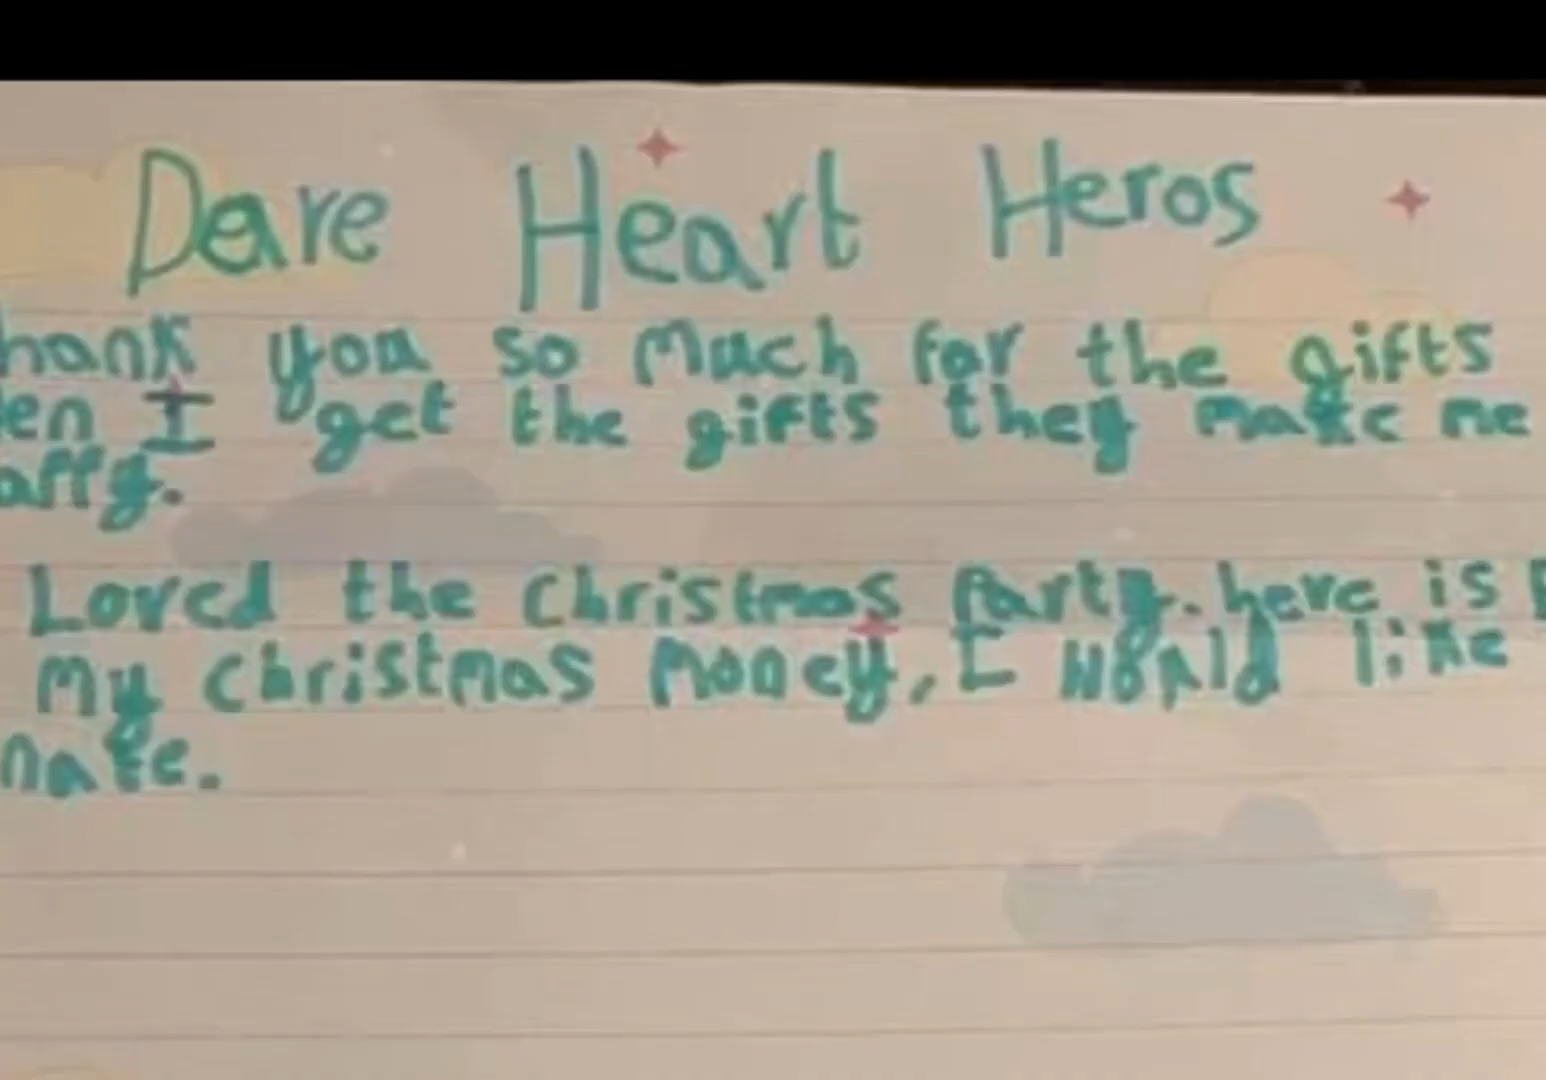 Dare Heart Heros
hank you so much for the gifts
en I get the gifts they make me
appy.
Loved the Christmas Party. here is
my Christmas money, I would like
nate.